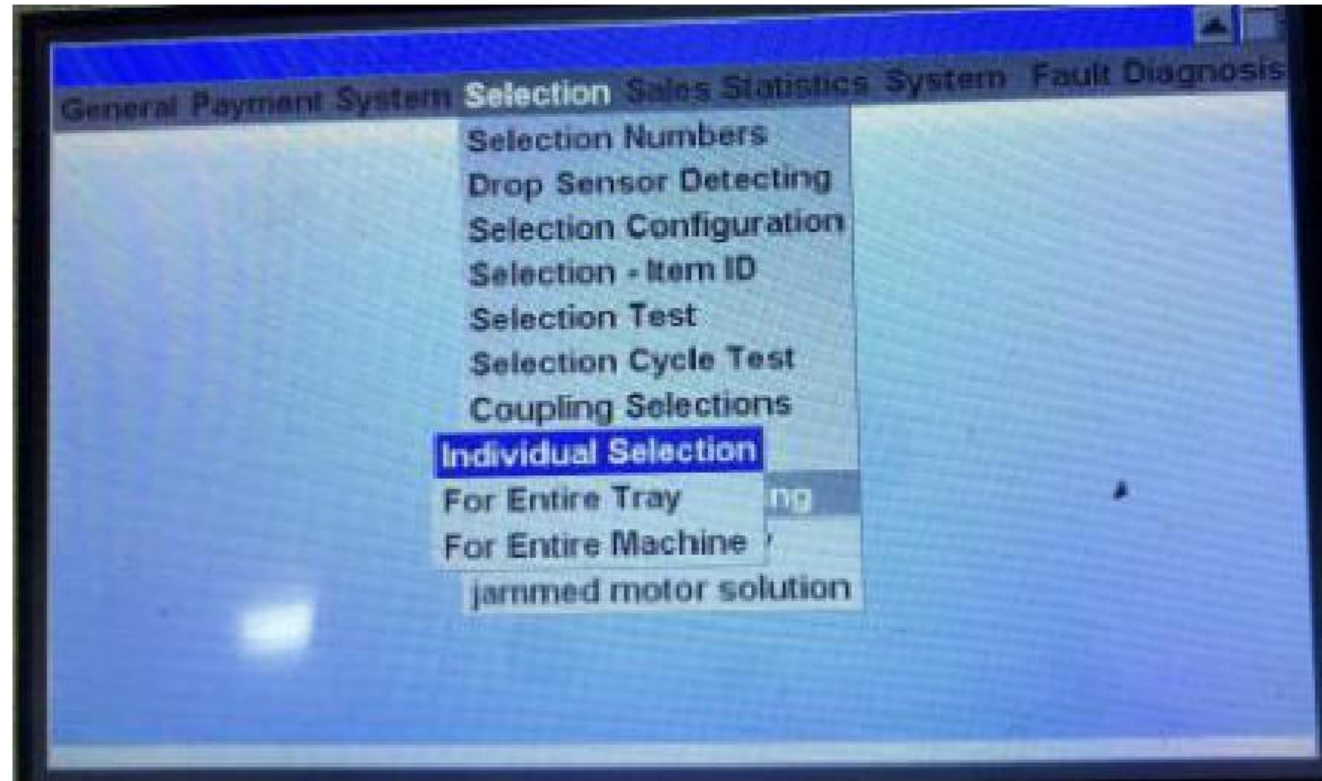 General Payment System Selection Sales Statistics System Fault Diagnosis
Selection Numbers
Drop Sensor Detecting
Selection Configuration
Selection - Item ID
Selection Test
Selection Cycle Test
Coupling Selections
Individual Selection
For Entire Tray
For Entire Machine
jammed motor solution